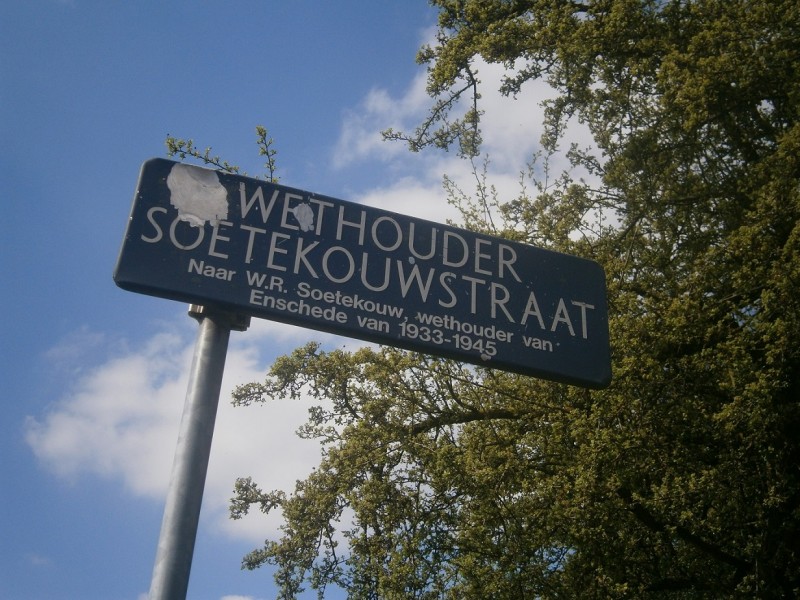 WETHOUDER
SOETEKOUWSTRAAT
Naar W.R. Soetekouw, wethouder van
Enschede van 1933-1945